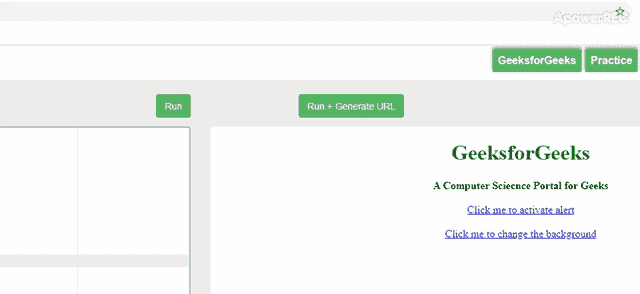 ApowerREC
GeeksforGeeks Practice
Run Run + Generate URL
GeeksforGeeks
A Computer Sciecnce Portal for Geeks
Click me to activate alert
Click me to change the background